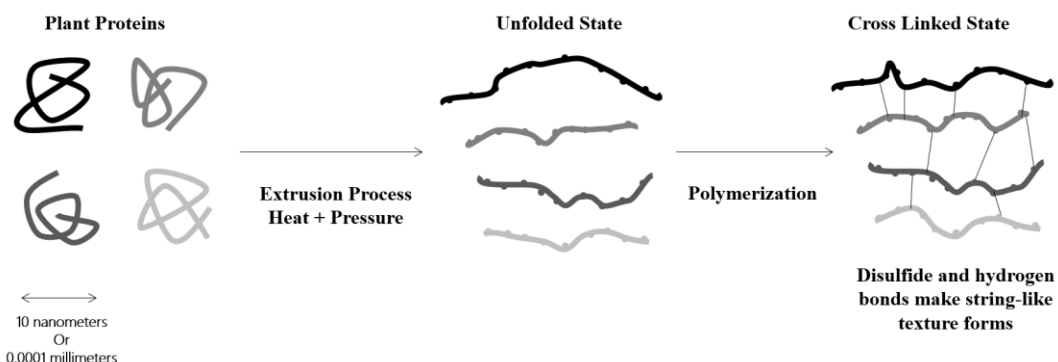 Plant Proteins
Unfolded State
Cross Linked State
Extrusion Process
Heat + Pressure
Polymerization
Disulfide and hydrogen
bonds make string-like
texture forms
10 nanometers
Or
0.0001 millimeters